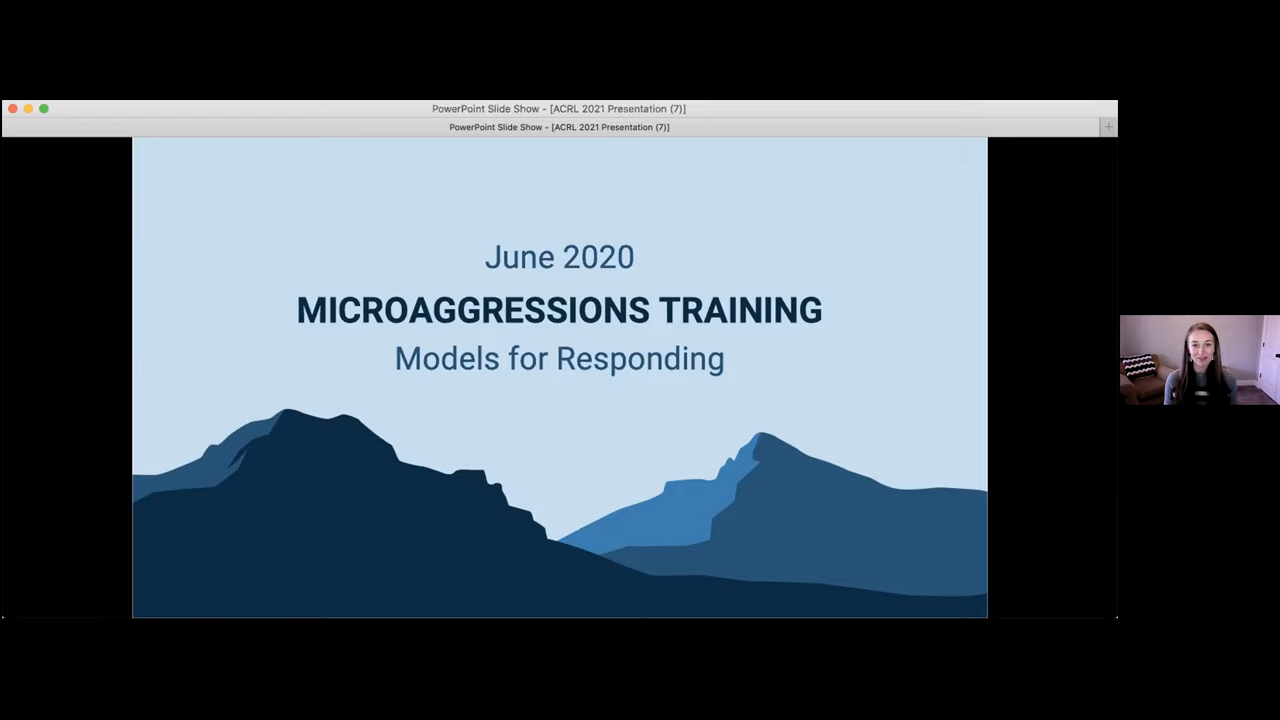 PowerPoint Slide Show - [ACRL 2021 Presentation (7)]
PowerPoint Slide Show - [ACRL 2021 Presentation (7)]
June 2020
MICROAGGRESSIONS TRAINING
Models for Responding